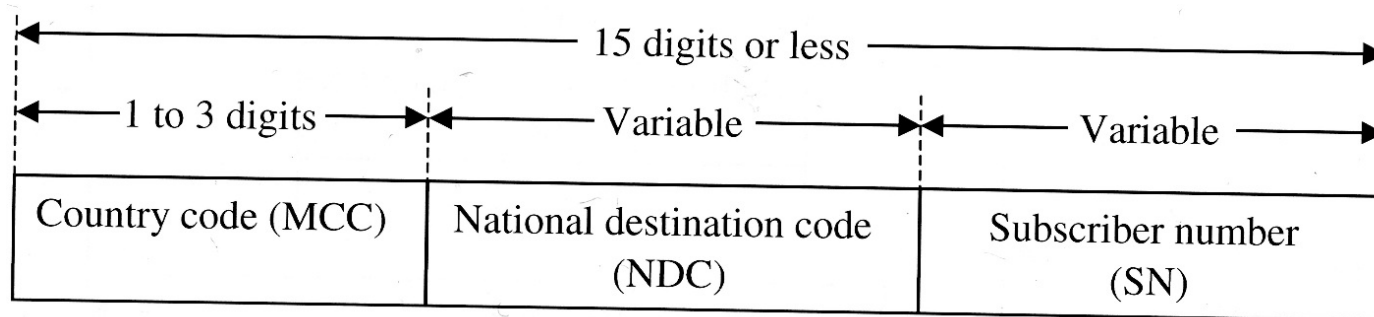 15 digits or less
1 to 3 digits
Variable
Variable
Country code (MCC)
National destination code
(NDC)
Subscriber number
(SN)